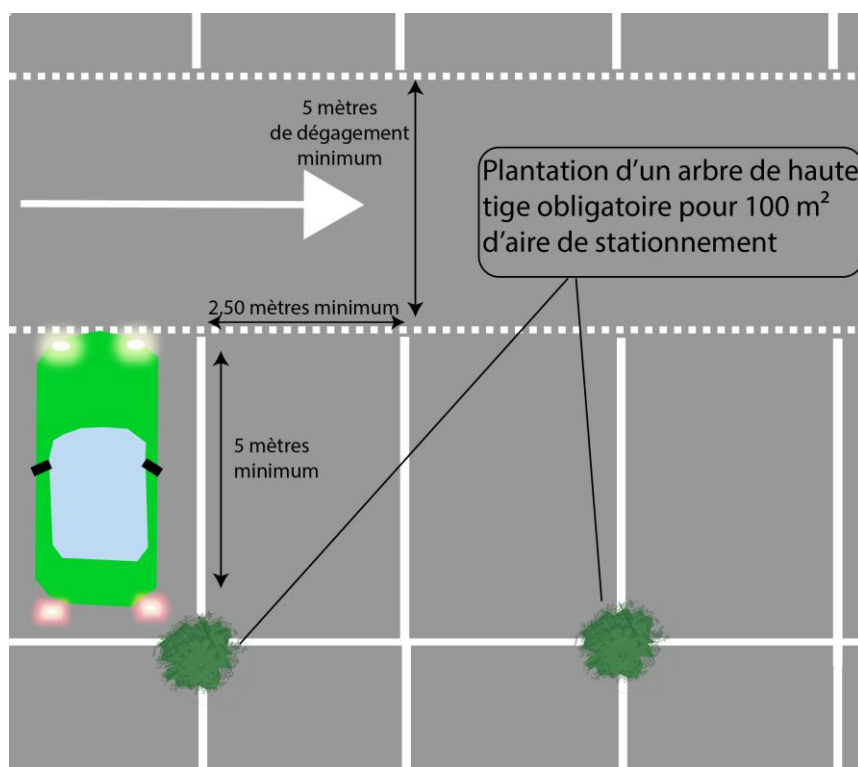 5 mètres
de dégagement
minimum
Plantation d'un arbre de haute
tige obligatoire pour 100 m²
d'aire de stationnement
2,50 mètres minimum
5 mètres
minimum